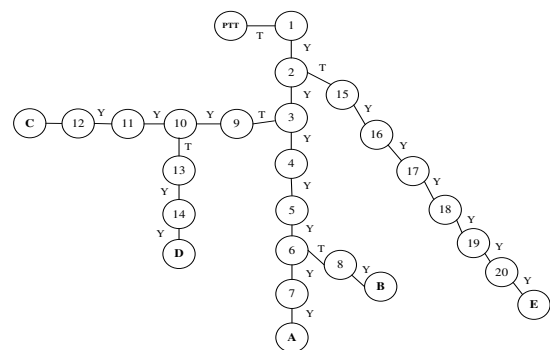 PTT T 1
Y
2 T
Y 15
C 12 Y 11 Y 10 Y 9 T 3 Y
T Y 16
13 4 Y
Y Y 17
14 5 Y
Y Y 18 Y
D 6 T 8 19 Y
Y Y B 20 Y
7 E
Y
A